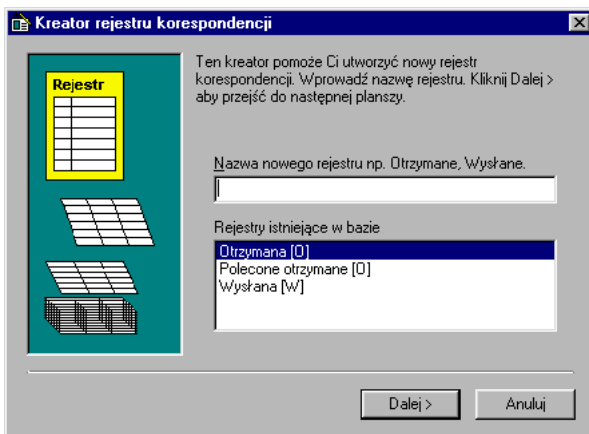 Kreator rejestru korespondencji
Rejestr
Ten kreator pomoże Ci utworzyć nowy rejestr
korespondencji. Wprowadź nazwę rejestru. Kliknij Dalej >
aby przejść do następnej planszy.
Nazwa nowego rejestru np. Otrzymane, Wysłane.
Rejestry istniejące w bazie
Otrzymana [O]
Polecone otrzymane [O]
Wysłana [W]
Dalej >
Anuluj